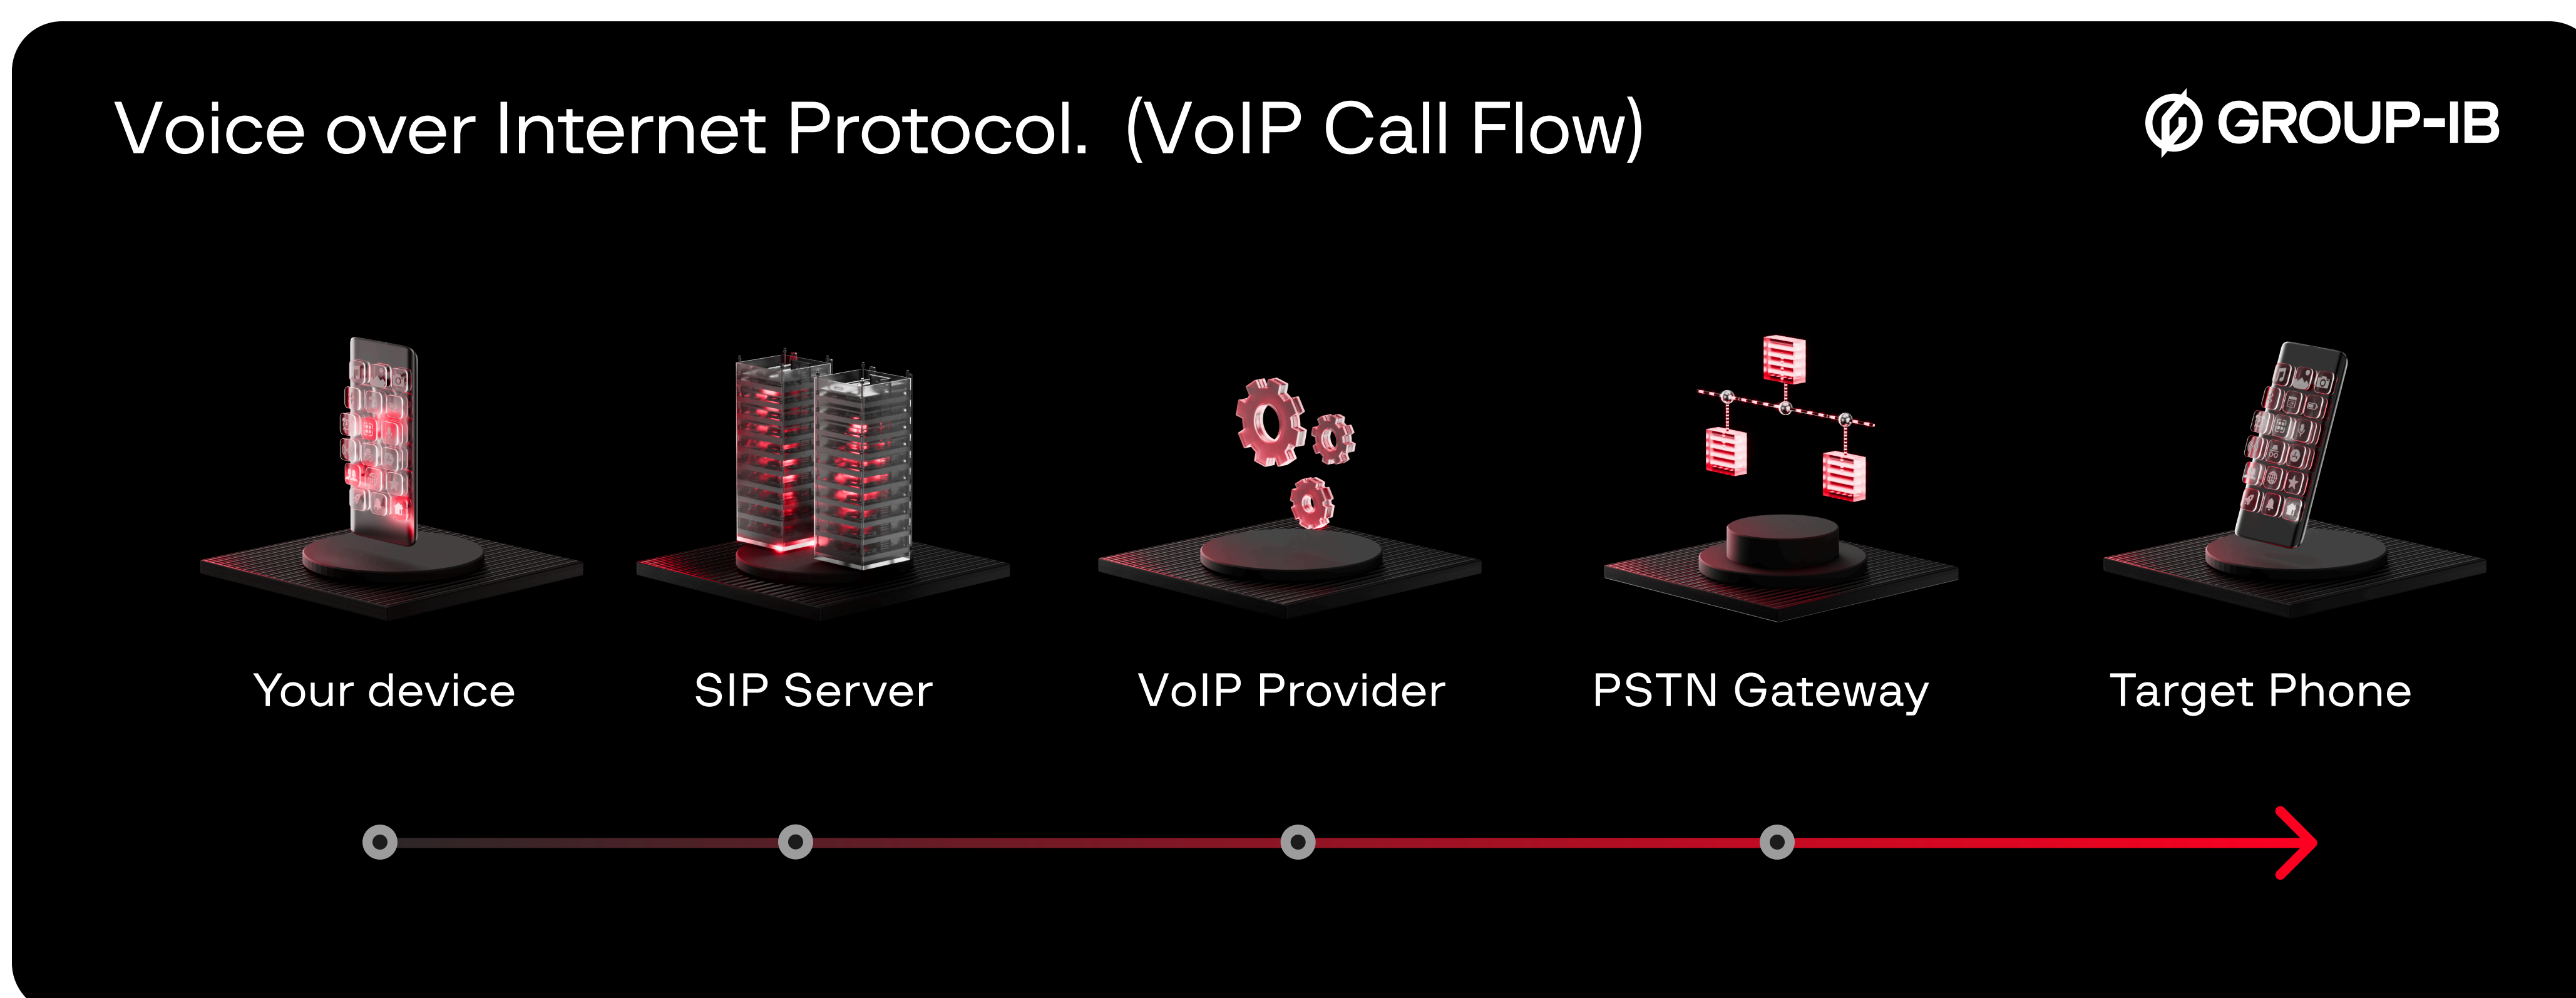 Voice over Internet Protocol.  (VoIP Call Flow)
GROUP-IB
Your device
SIP Server
VoIP Provider
PSTN Gateway
Target Phone